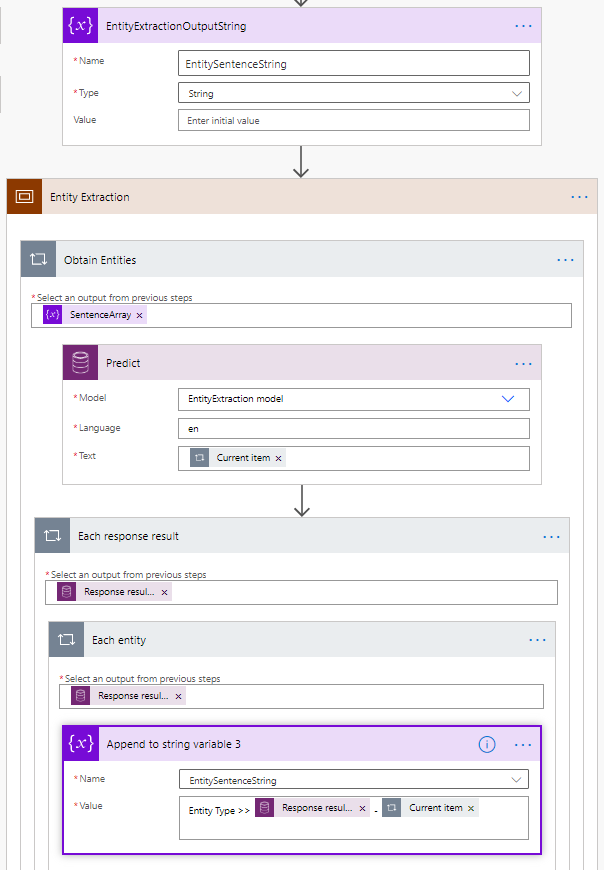 {x} EntityExtractionOutputString ...
* Name EntitySentenceString
* Type String
Value Enter initial value
Entity Extraction ...
Obtain Entities ...
* Select an output from previous steps
{x} SentenceArray x
Predict ...
* Model EntityExtraction model
* Language en
* Text Current item x
Each response result ...
* Select an output from previous steps
Response resul... x
Each entity ...
* Select an output from previous steps
Response resul... x
{x} Append to string variable 3 i ...
* Name EntitySentenceString
* Value Entity Type >> Response resul... x - Current item x